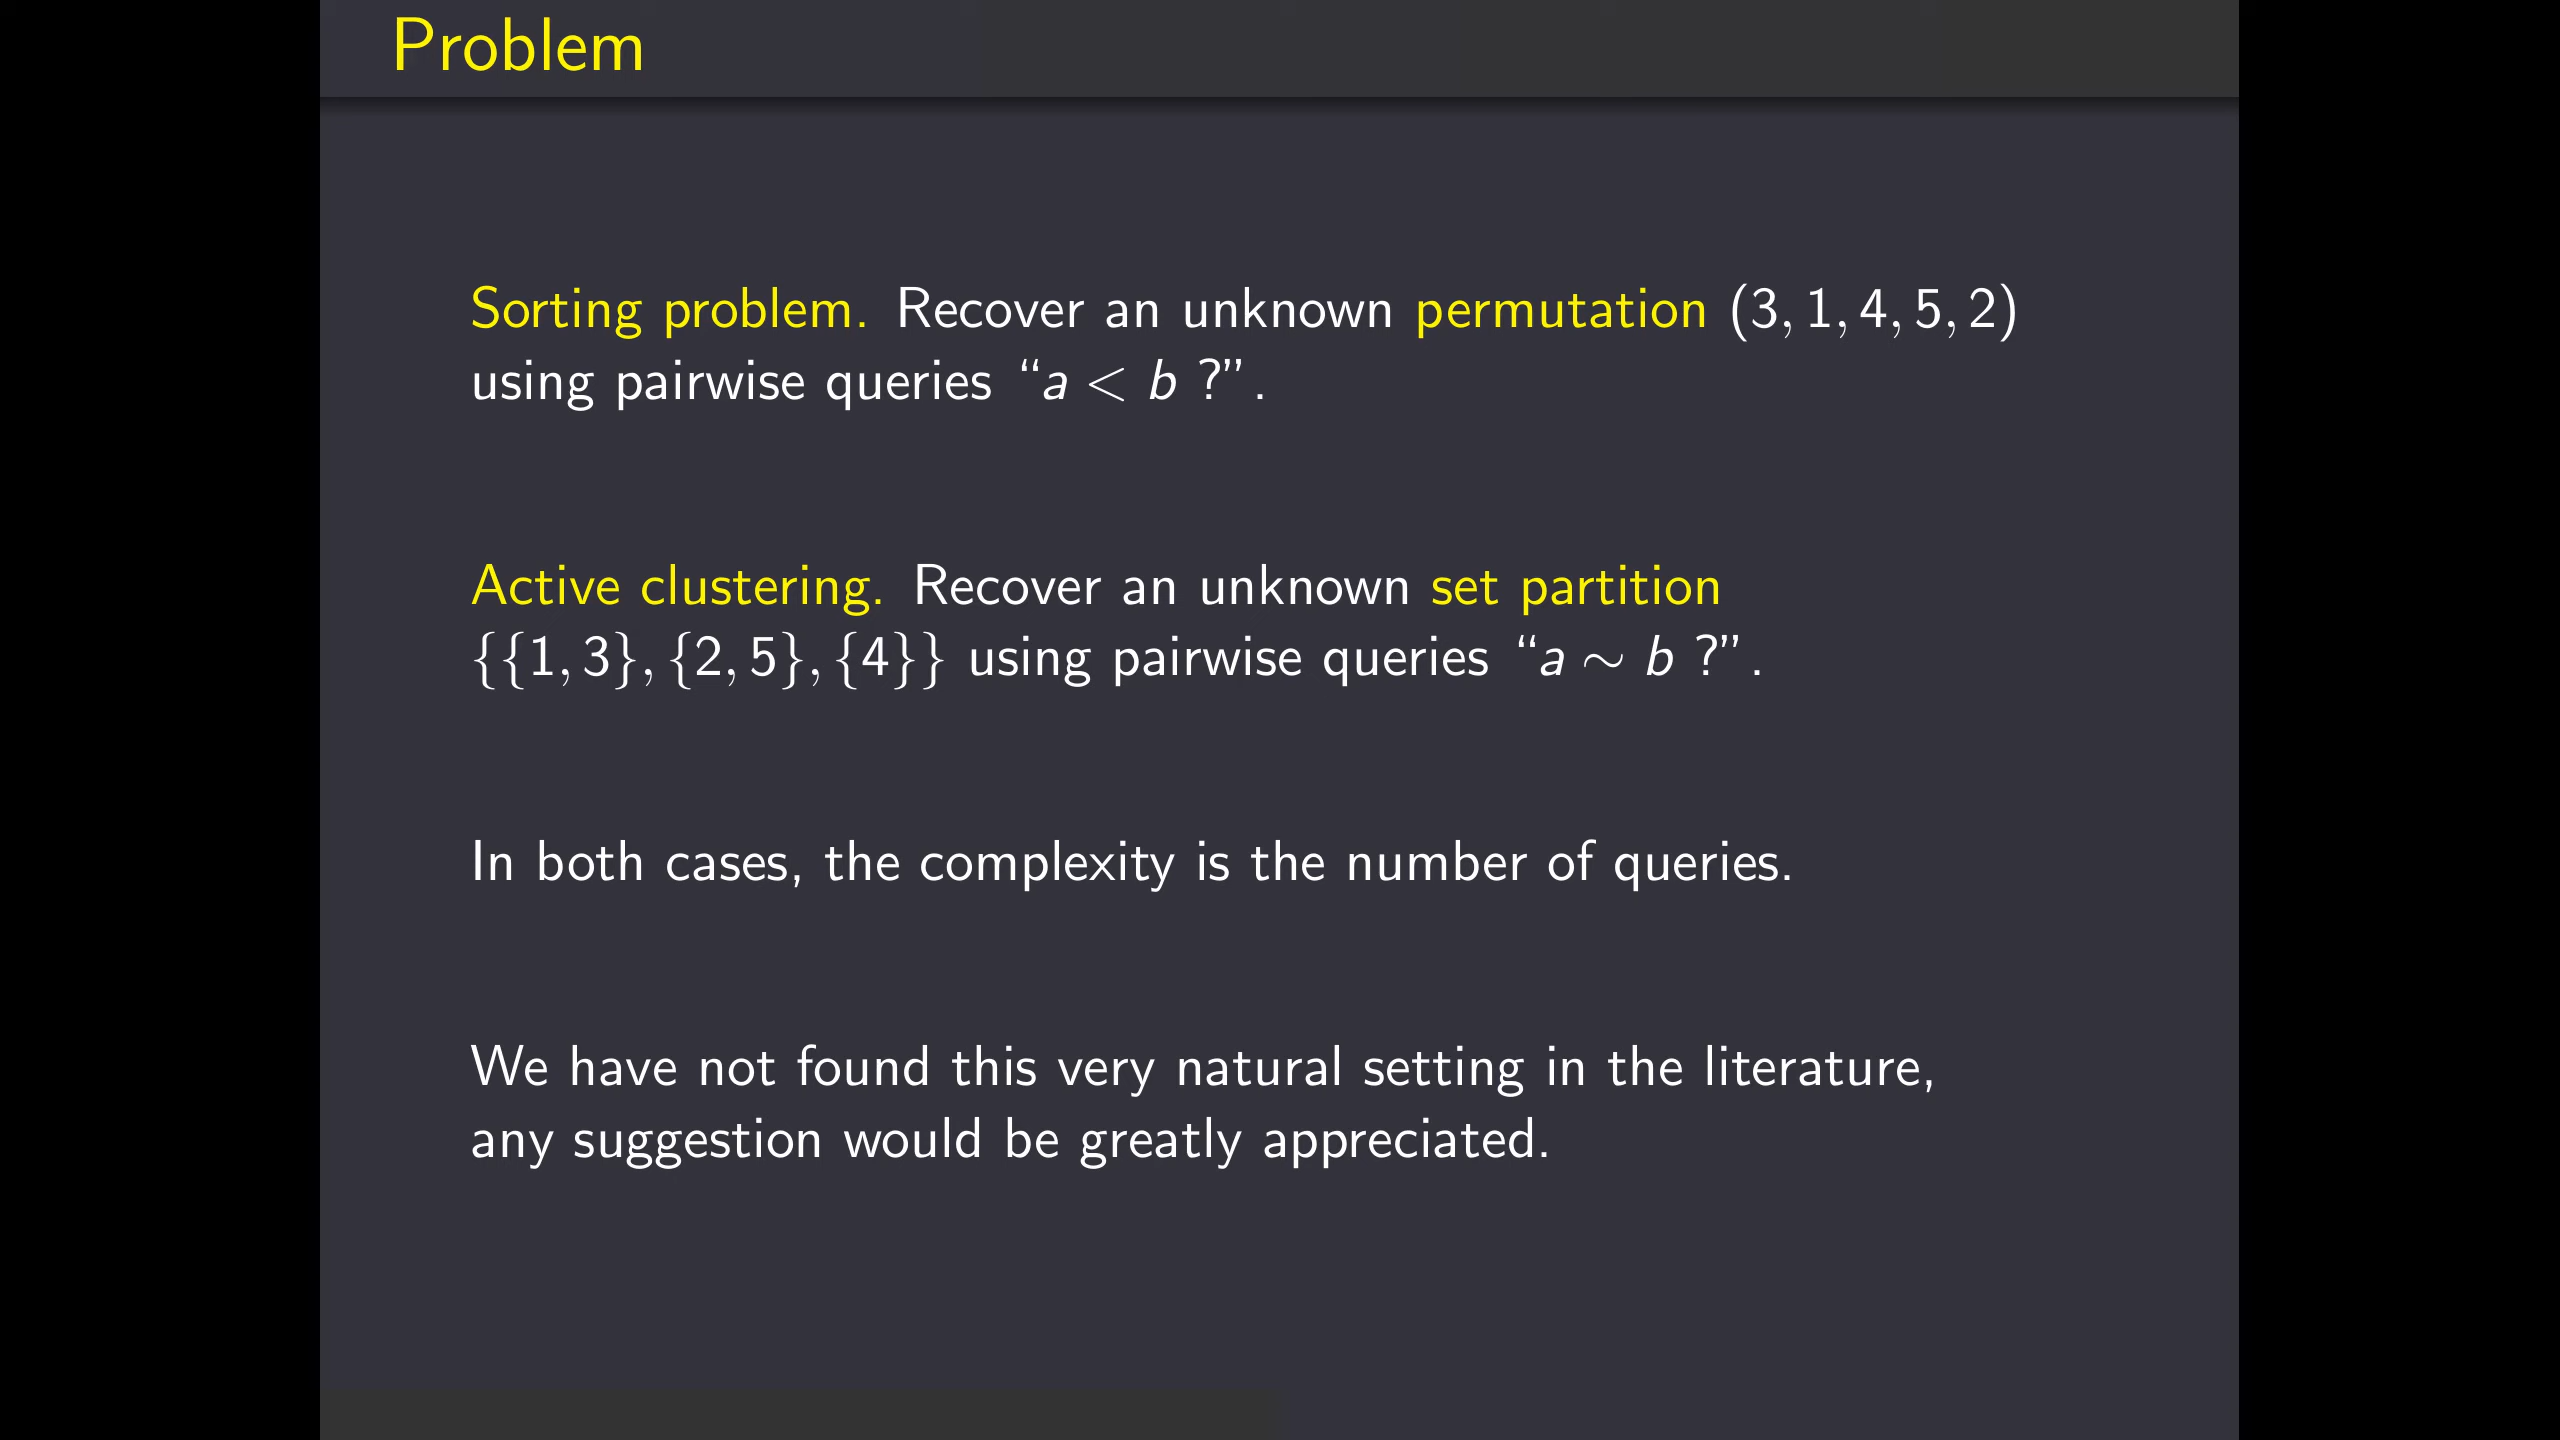 Problem
Sorting problem. Recover an unknown permutation (3, 1, 4, 5, 2)
using pairwise queries “a < b ?”.
Active clustering. Recover an unknown set partition
{{1, 3}, {2, 5}, {4}} using pairwise queries “a ∼ b ?”.
In both cases, the complexity is the number of queries.
We have not found this very natural setting in the literature,
any suggestion would be greatly appreciated.